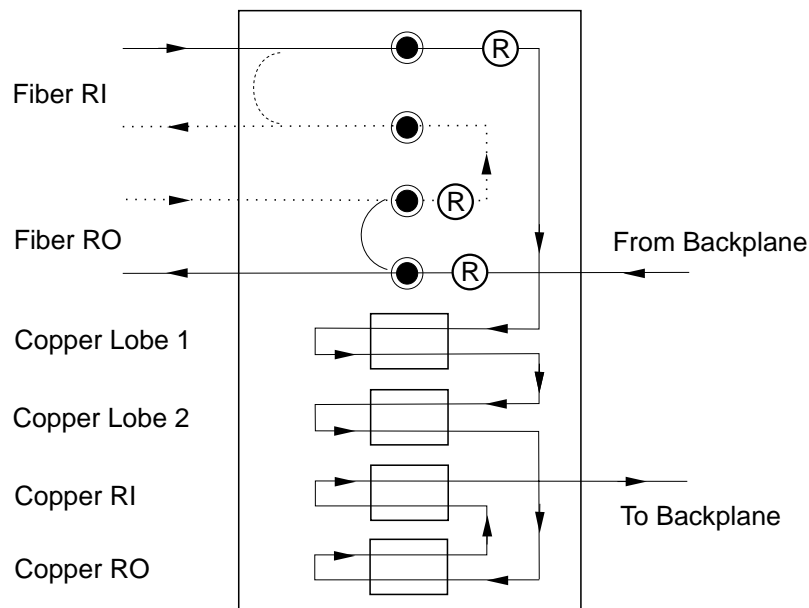 R
Fiber RI
R
Fiber RO
From Backplane
R
Copper Lobe 1
Copper Lobe 2
Copper RI
To Backplane
Copper RO